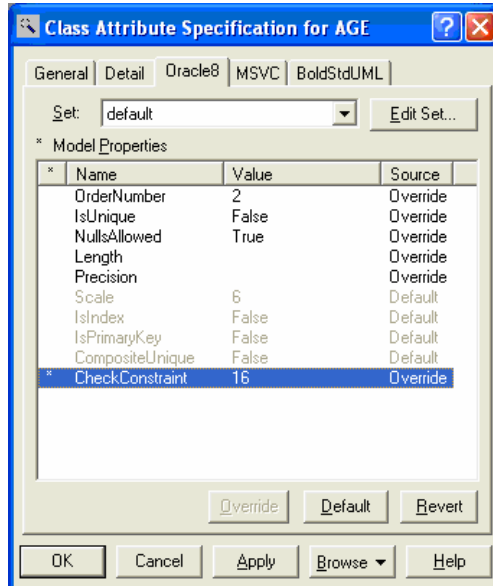 Class Attribute Specification for AGE
General Detail Oracle8 MSVC BoldStdUML
Set: default Edit Set...
* Model Properties
* Name Value Source
OrderNumber 2 Override
IsUnique False Override
NullsAllowed True Override
Length Override
Precision Override
Scale 6 Default
IsIndex False Default
IsPrimaryKey False Default
CompositeUnique False Default
* CheckConstraint 16 Override
Override Default Revert
OK Cancel Apply Browse Help